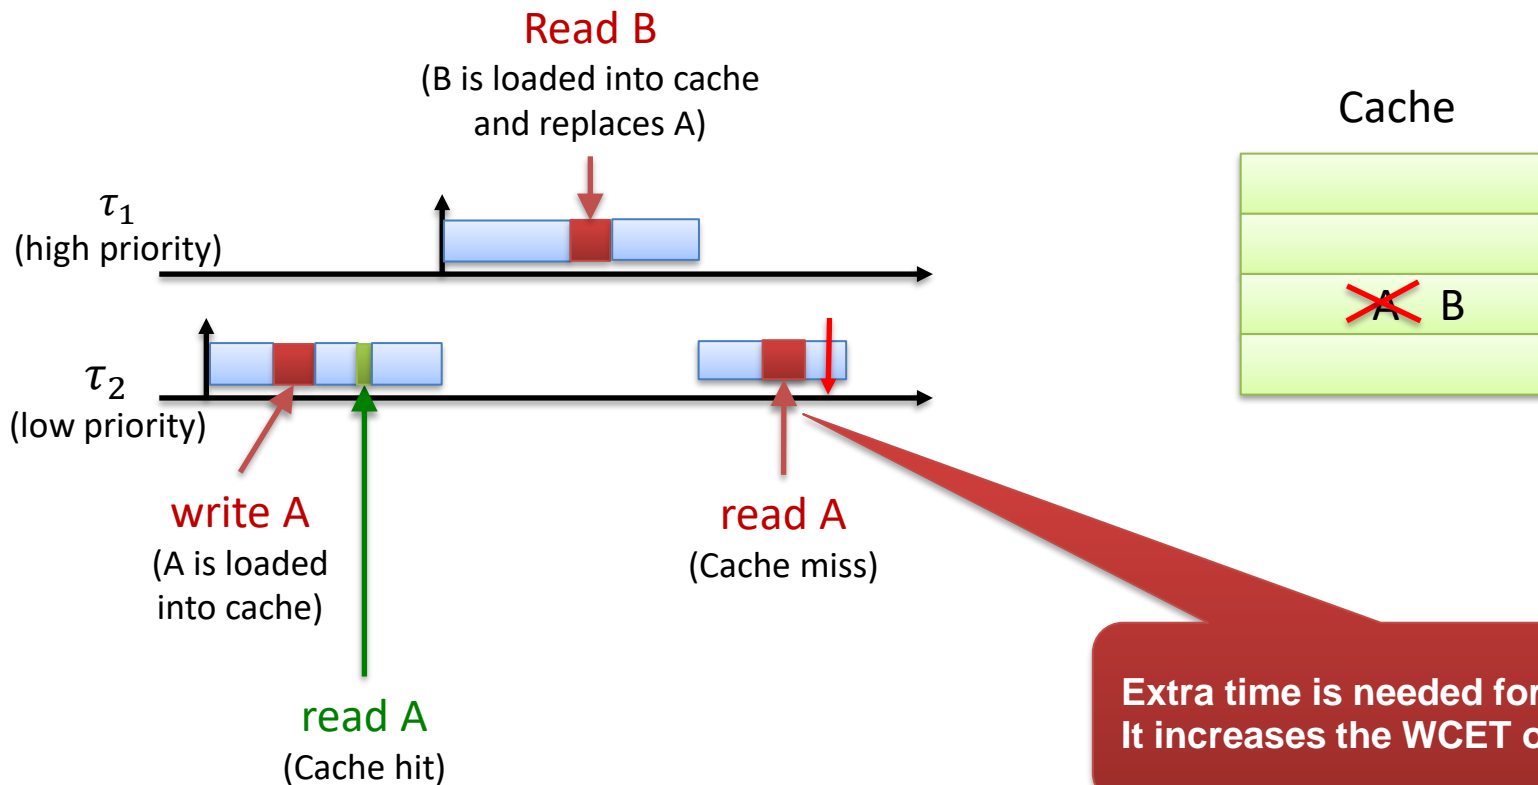 Read B
(B is loaded into cache
and replaces A)
Cache
τ₁
(high priority)
A B
τ₂
(low priority)
write A
(A is loaded
into cache)
read A
(Cache miss)
read A
(Cache hit)
Extra time is needed for
It increases the WCET